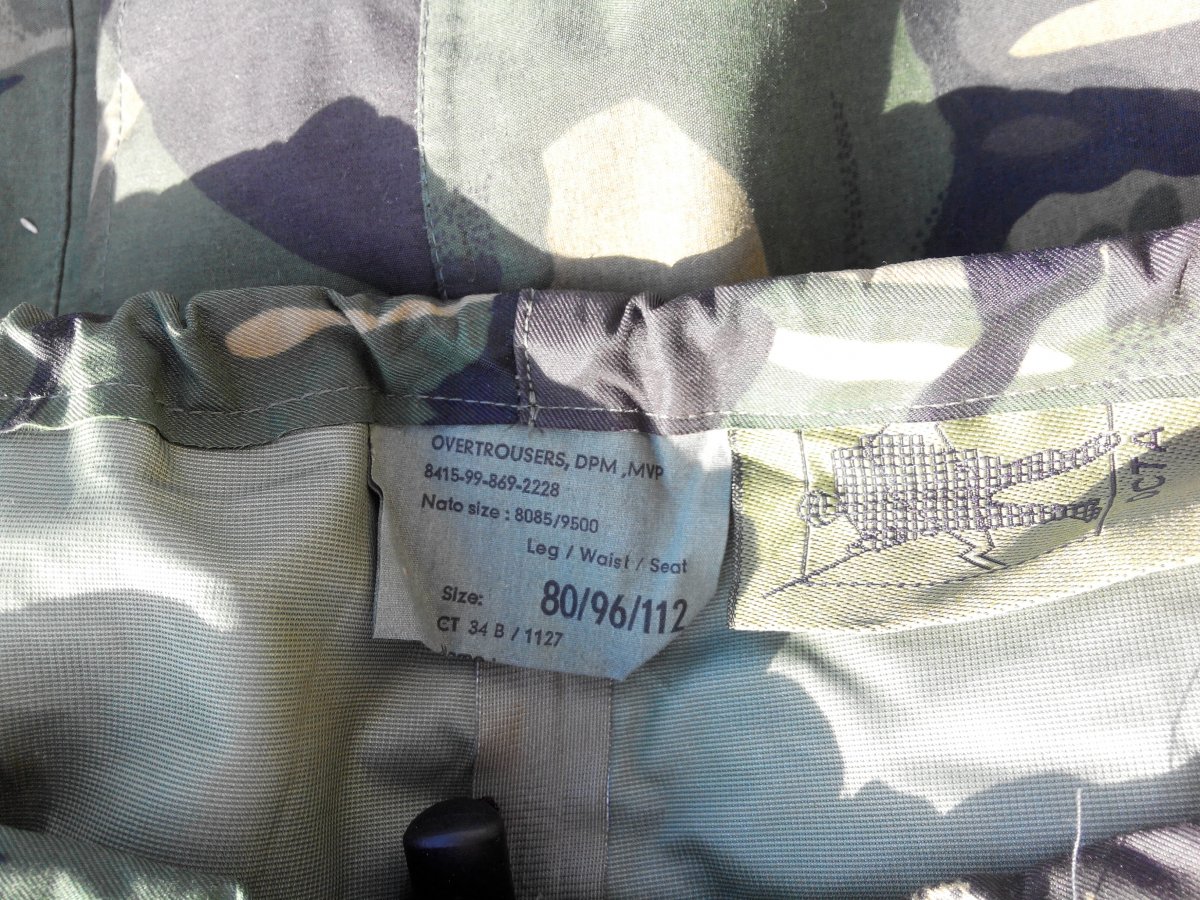 OVERTROUSERS, DPM ,MVP
8415-99-869-2228
Nato size : 8085/9500
Leg / Waist / Seat
Size: 80/96/112
CT 34 B / 1127
UCTA